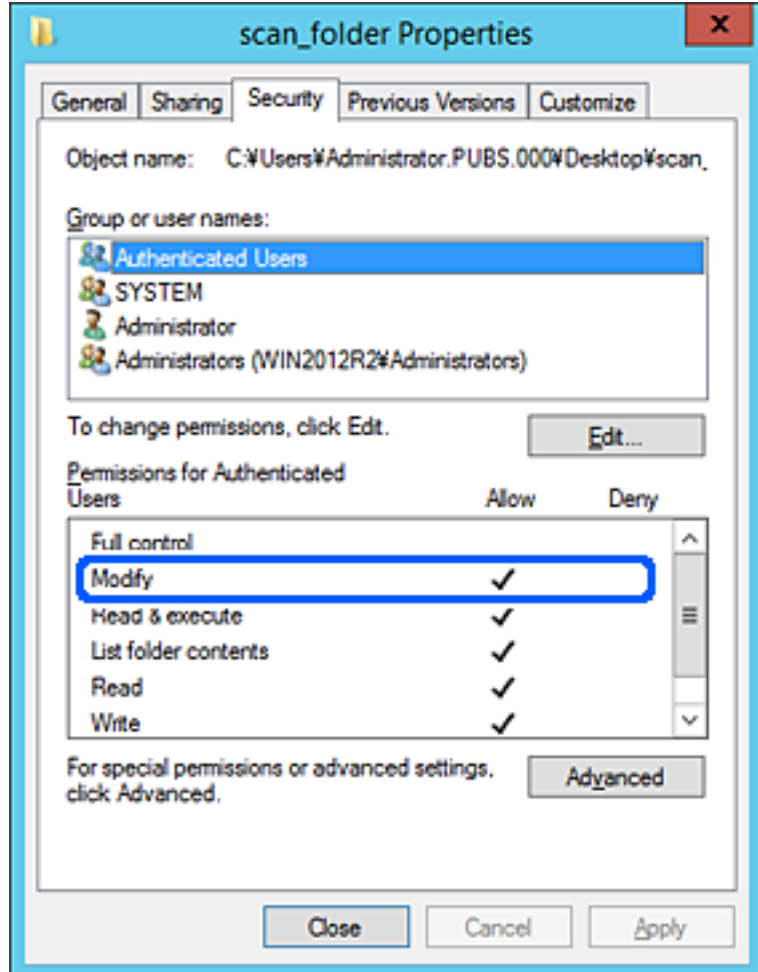 scan_folder Properties
x
General Sharing Security Previous Versions Customize
Object name: C:¥Users¥Administrator.PUBS.000¥Desktop¥scan_
Group or user names:
Authenticated Users
SYSTEM
Administrator
Administrators (WIN2012R2¥Administrators)
To change permissions, click Edit.
Edit...
Permissions for Authenticated
Users Allow Deny
Full control
Modify
Read & execute
List folder contents
Read
Write
For special permissions or advanced settings,
click Advanced.
Advanced
Close Cancel Apply